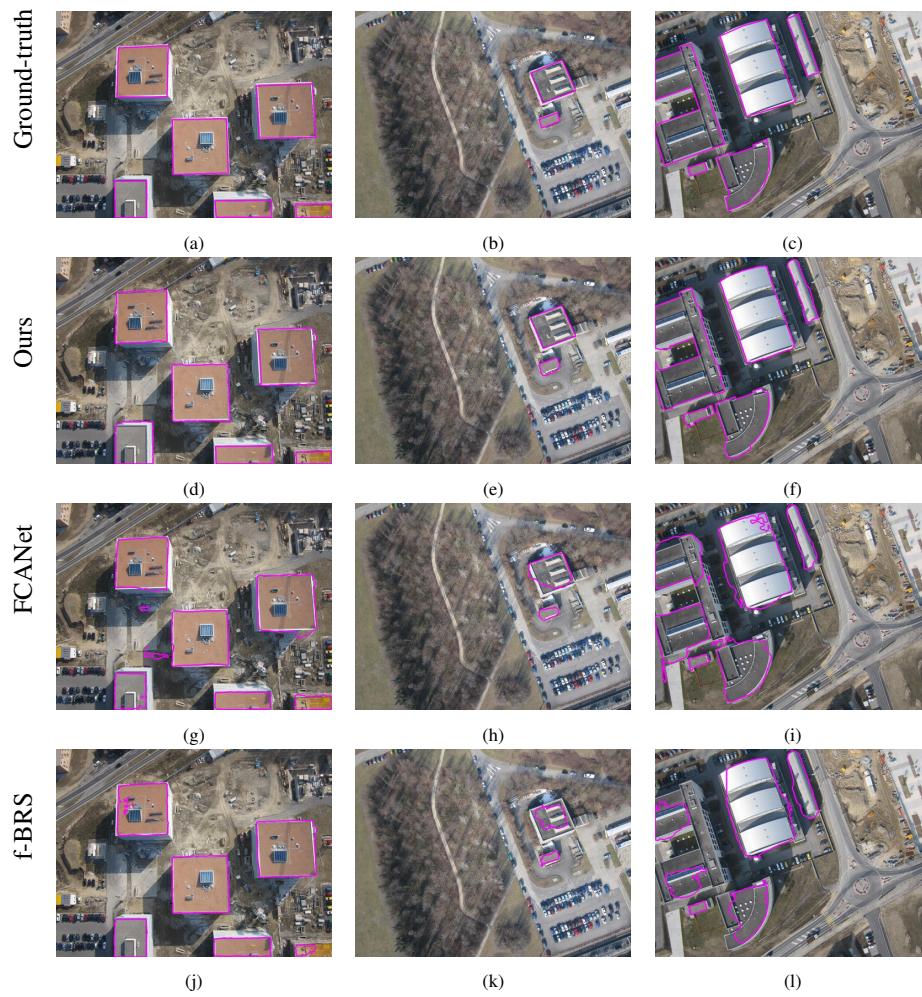 Ground-truth
(a) (b) (c)
Ours
(d) (e) (f)
FCANet
(g) (h) (i)
f-BRS
(j) (k) (l)